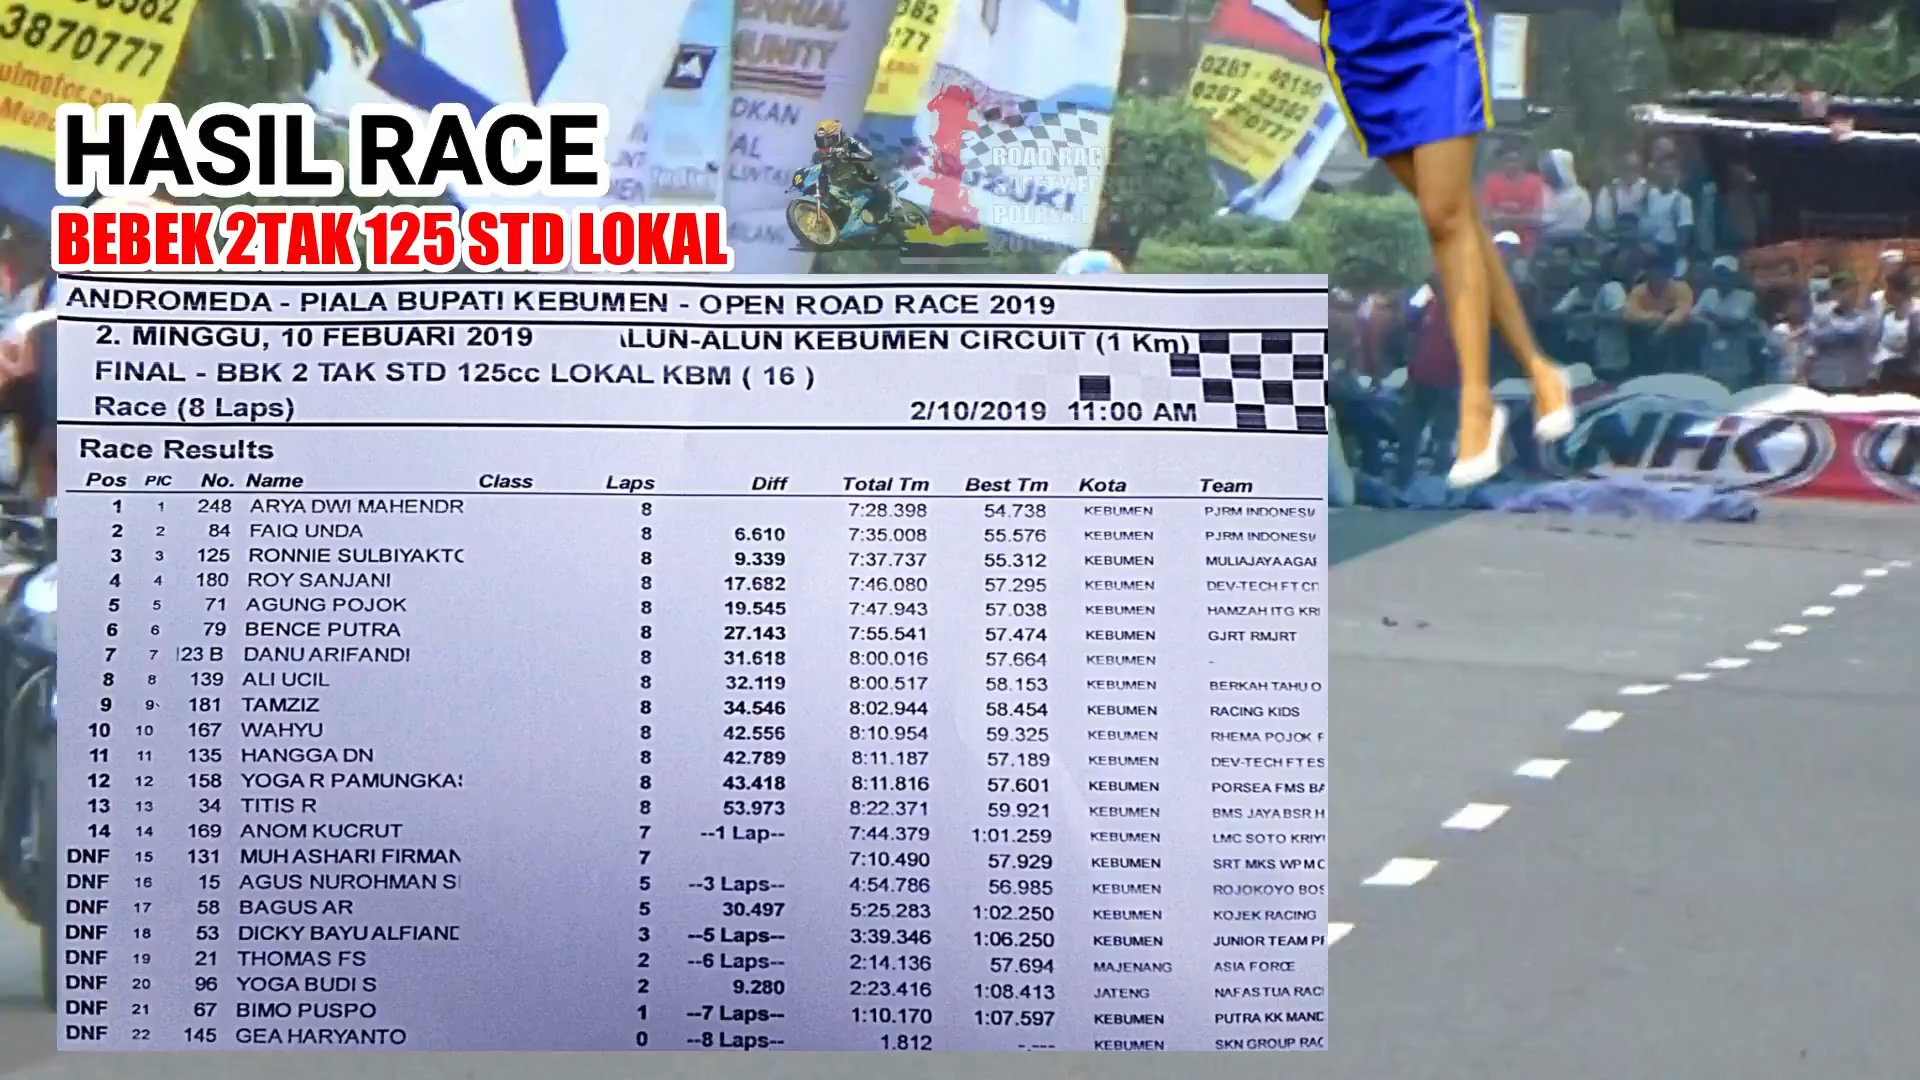 3870777
HASIL RACE
BEBEK 2TAK 125 STD LOKAL
ANDROMEDA - PIALA BUPATI KEBUMEN - OPEN ROAD RACE 2019
2. MINGGU, 10 FEBUARI 2019 LUN-ALUN KEBUMEN CIRCUIT (1 Km)
FINAL - BBK 2 TAK STD 125cc LOKAL KBM ( 16 )
Race (8 Laps) 2/10/2019 11:00 AM
Race Results
Pos PIC No. Name Class Laps Diff Total Tm Best Tm Kota Team
1 1 248 ARYA DWI MAHENDR 8 7:28.398 54.738 KEBUMEN PJRM INDONESI
2 2 84 FAIQ UNDA 8 6.610 7:35.008 55.576 KEBUMEN PJRM INDONESI
3 3 125 RONNIE SULBIYAKTO 8 9.339 7:37.737 55.312 KEBUMEN MULIAJAYA AGAR
4 4 180 ROY SANJANI 8 17.682 7:46.080 57.295 KEBUMEN DEV-TECH FT CIT
5 5 71 AGUNG POJOK 8 19.545 7:47.943 57.038 KEBUMEN HAMZAH ITG KRI
6 6 79 BENCE PUTRA 8 27.143 7:55.541 57.474 KEBUMEN GJRT RMJRT
7 7 123 B DANU ARIFANDI 8 31.618 8:00.016 57.664 KEBUMEN -
8 8 139 ALI UCIL 8 32.119 8:00.517 58.153 KEBUMEN BERKAH TAHU O
9 9 181 TAMZIZ 8 34.546 8:02.944 58.454 KEBUMEN RACING KIDS
10 10 167 WAHYU 8 42.556 8:10.954 59.325 KEBUMEN RHEMA POJOK
11 11 135 HANGGA DN 8 42.789 8:11.187 57.189 KEBUMEN DEV-TECH FT ES
12 12 158 YOGA R PAMUNGKAS 8 43.418 8:11.816 57.601 KEBUMEN PORSEA FMS BA
13 13 34 TITIS R 8 53.973 8:22.371 59.921 KEBUMEN BMS JAYA BSR H
14 14 169 ANOM KUCRUT 7 --1 Lap-- 7:44.379 1:01.259 KEBUMEN LMC SOTO KRIY
DNF 15 131 MUH ASHARI FIRMAN 7 7:10.490 57.929 KEBUMEN SRT MKS WPM C
DNF 16 15 AGUS NUROHMAN S 5 --3 Laps-- 4:54.786 56.985 KEBUMEN ROJOKOYO BOS
DNF 17 58 BAGUS AR 5 30.497 5:25.283 1:02.250 KEBUMEN KOJEK RACING
DNF 18 53 DICKY BAYU ALFIAND 3 --5 Laps-- 3:39.346 1:06.250 KEBUMEN JUNIOR TEAM PR
DNF 19 21 THOMAS FS 2 --6 Laps-- 2:14.136 57.694 MAJENANG ASIA FORCE
DNF 20 96 YOGA BUDI S 2 9.280 2:23.416 1:08.413 JATENG NAFAS TUA RACI
DNF 21 67 BIMO PUSPO 1 --7 Laps-- 1:10.170 1:07.597 KEBUMEN PUTRA KK MAND
DNF 22 145 GEA HARYANTO 0 --8 Laps-- 1.812 -.--- KEBUMEN SKN GROUP RAC
ROAD RACE
NHK